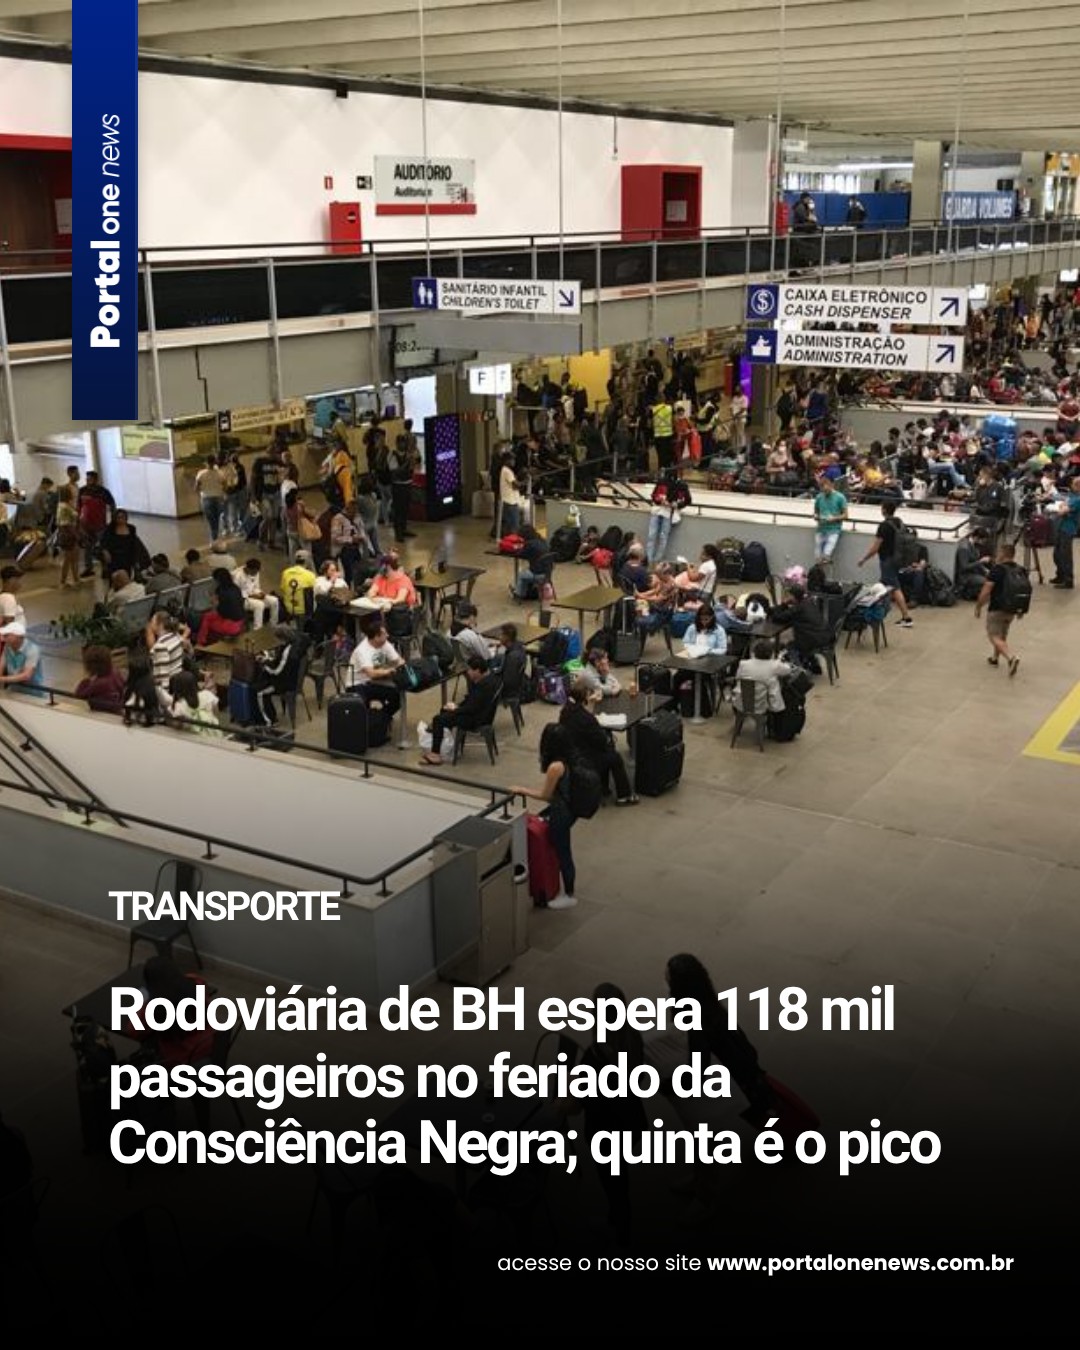 Portal one news
AUDITÓRIO
Auditorium
GUARDA VOLUMES
SANITÁRIO INFANTIL
CHILDREN'S TOILET
CAIXA ELETRÔNICO
CASH DISPENSER
ADMINISTRAÇÃO
ADMINISTRATION
F
TRANSPORTE
Rodoviária de BH espera 118 mil
passageiros no feriado da
Consciência Negra; quinta é o pico
acesse o nosso site www.portalonenews.com.br